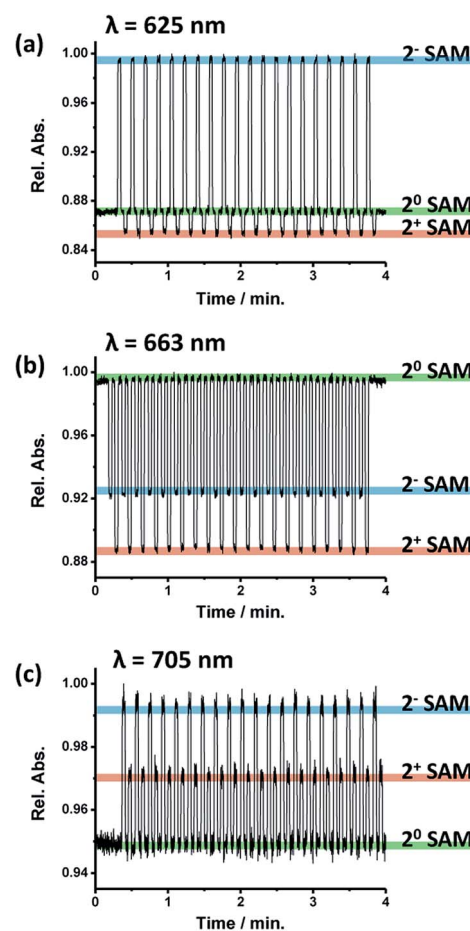 (a)
λ = 625 nm
1.00
0.96
0.92
0.88
0.84
Rel. Abs.
2⁻ SAM
2⁰ SAM
2⁺ SAM
0 1 2 3 4
Time / min.
(b)
λ = 663 nm
1.00
0.96
0.92
0.88
Rel. Abs.
2⁰ SAM
2⁻ SAM
2⁺ SAM
0 1 2 3 4
Time / min.
(c)
λ = 705 nm
1.00
0.98
0.96
0.94
Rel. Abs.
2⁻ SAM
2⁺ SAM
2⁰ SAM
0 1 2 3 4
Time / min.